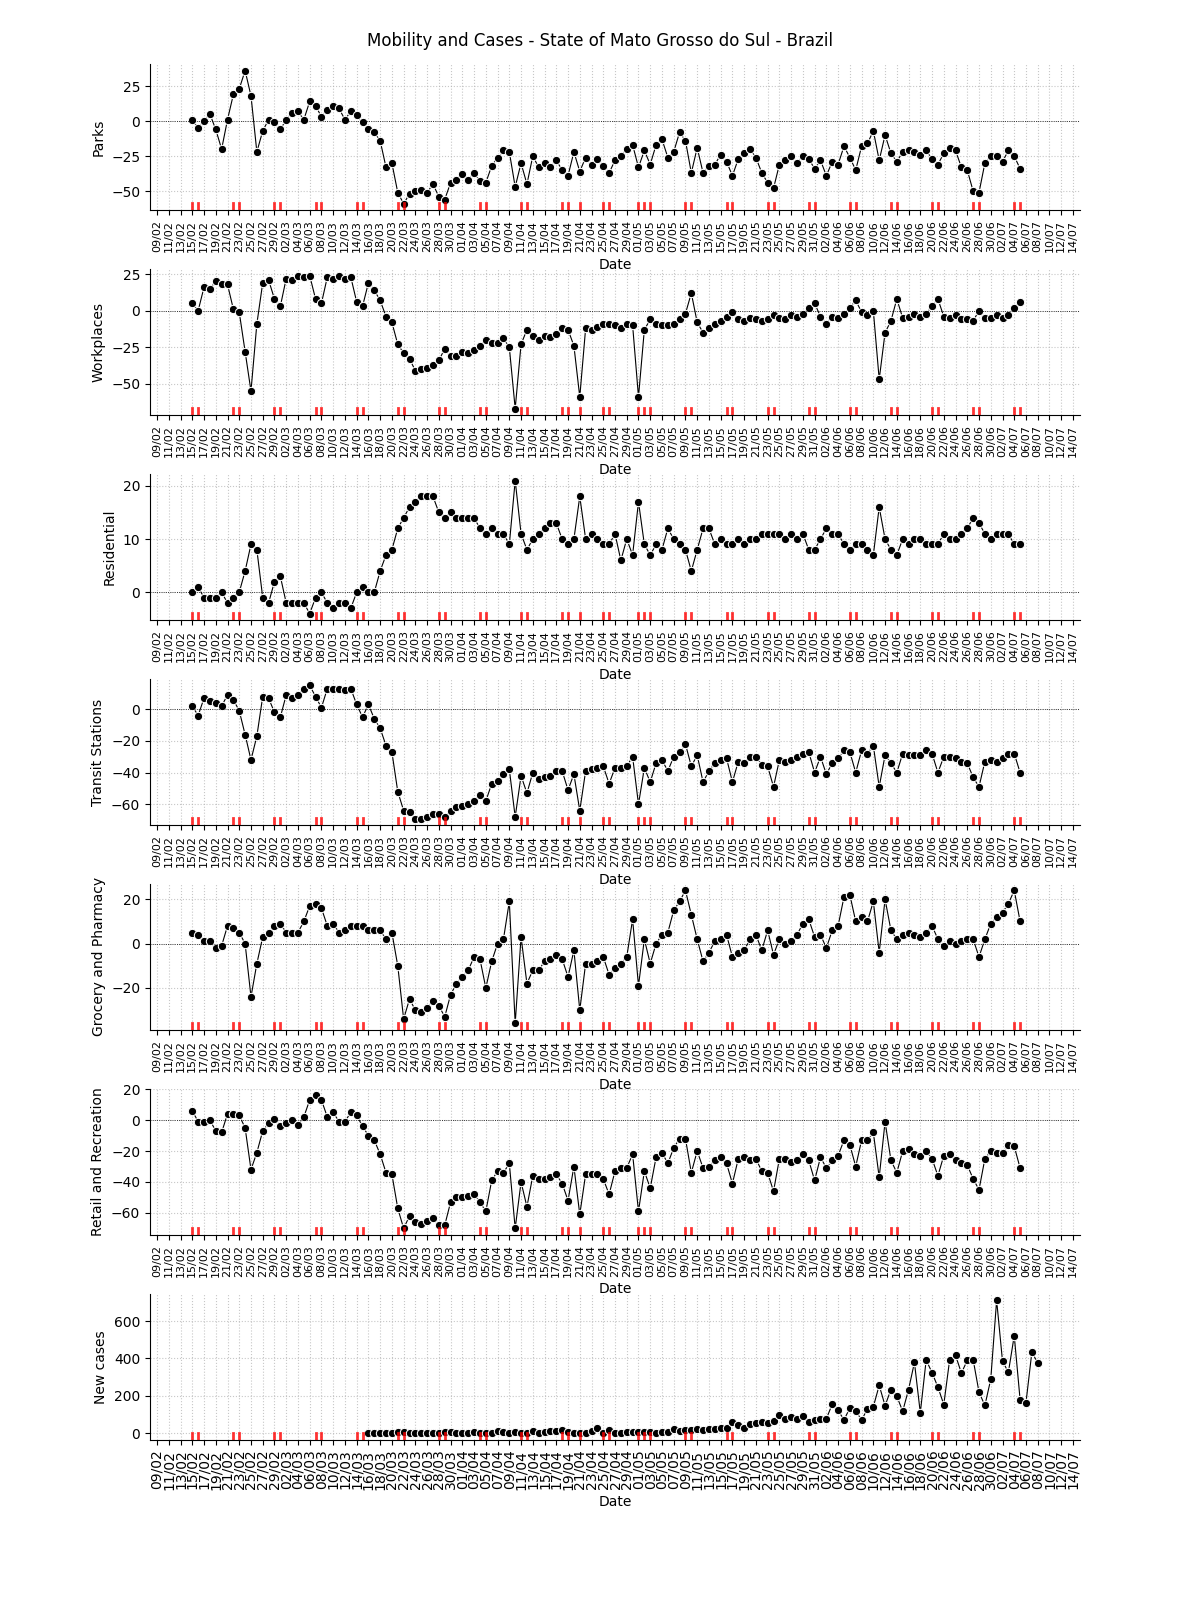 Mobility and Cases - State of Mato Grosso do Sul - Brazil
Parks
25
0
−25
−50
09/02 11/02 13/02 15/02 17/02 19/02 21/02 23/02 25/02 27/02 29/02 02/03 04/03 06/03 08/03 10/03 12/03 14/03 16/03 18/03 20/03 22/03 24/03 26/03 28/03 30/03 01/04 03/04 05/04 07/04 09/04 11/04 13/04 15/04 17/04 19/04 21/04 23/04 25/04 27/04 29/04 01/05 03/05 05/05 07/05 09/05 11/05 13/05 15/05 17/05 19/05 21/05 23/05 25/05 27/05 29/05 31/05 02/06 04/06 06/06 08/06 10/06 12/06 14/06 16/06 18/06 20/06 22/06 24/06 26/06 28/06 30/06 02/07 04/07 06/07 08/07 10/07 12/07 14/07
Date
Workplaces
25
0
−25
−50
09/02 11/02 13/02 15/02 17/02 19/02 21/02 23/02 25/02 27/02 29/02 02/03 04/03 06/03 08/03 10/03 12/03 14/03 16/03 18/03 20/03 22/03 24/03 26/03 28/03 30/03 01/04 03/04 05/04 07/04 09/04 11/04 13/04 15/04 17/04 19/04 21/04 23/04 25/04 27/04 29/04 01/05 03/05 05/05 07/05 09/05 11/05 13/05 15/05 17/05 19/05 21/05 23/05 25/05 27/05 29/05 31/05 02/06 04/06 06/06 08/06 10/06 12/06 14/06 16/06 18/06 20/06 22/06 24/06 26/06 28/06 30/06 02/07 04/07 06/07 08/07 10/07 12/07 14/07
Date
Residential
20
10
0
09/02 11/02 13/02 15/02 17/02 19/02 21/02 23/02 25/02 27/02 29/02 02/03 04/03 06/03 08/03 10/03 12/03 14/03 16/03 18/03 20/03 22/03 24/03 26/03 28/03 30/03 01/04 03/04 05/04 07/04 09/04 11/04 13/04 15/04 17/04 19/04 21/04 23/04 25/04 27/04 29/04 01/05 03/05 05/05 07/05 09/05 11/05 13/05 15/05 17/05 19/05 21/05 23/05 25/05 27/05 29/05 31/05 02/06 04/06 06/06 08/06 10/06 12/06 14/06 16/06 18/06 20/06 22/06 24/06 26/06 28/06 30/06 02/07 04/07 06/07 08/07 10/07 12/07 14/07
Date
Transit Stations
0
−20
−40
−60
09/02 11/02 13/02 15/02 17/02 19/02 21/02 23/02 25/02 27/02 29/02 02/03 04/03 06/03 08/03 10/03 12/03 14/03 16/03 18/03 20/03 22/03 24/03 26/03 28/03 30/03 01/04 03/04 05/04 07/04 09/04 11/04 13/04 15/04 17/04 19/04 21/04 23/04 25/04 27/04 29/04 01/05 03/05 05/05 07/05 09/05 11/05 13/05 15/05 17/05 19/05 21/05 23/05 25/05 27/05 29/05 31/05 02/06 04/06 06/06 08/06 10/06 12/06 14/06 16/06 18/06 20/06 22/06 24/06 26/06 28/06 30/06 02/07 04/07 06/07 08/07 10/07 12/07 14/07
Date
Grocery and Pharmacy
20
0
−20
09/02 11/02 13/02 15/02 17/02 19/02 21/02 23/02 25/02 27/02 29/02 02/03 04/03 06/03 08/03 10/03 12/03 14/03 16/03 18/03 20/03 22/03 24/03 26/03 28/03 30/03 01/04 03/04 05/04 07/04 09/04 11/04 13/04 15/04 17/04 19/04 21/04 23/04 25/04 27/04 29/04 01/05 03/05 05/05 07/05 09/05 11/05 13/05 15/05 17/05 19/05 21/05 23/05 25/05 27/05 29/05 31/05 02/06 04/06 06/06 08/06 10/06 12/06 14/06 16/06 18/06 20/06 22/06 24/06 26/06 28/06 30/06 02/07 04/07 06/07 08/07 10/07 12/07 14/07
Date
Retail and Recreation
20
0
−20
−40
−60
09/02 11/02 13/02 15/02 17/02 19/02 21/02 23/02 25/02 27/02 29/02 02/03 04/03 06/03 08/03 10/03 12/03 14/03 16/03 18/03 20/03 22/03 24/03 26/03 28/03 30/03 01/04 03/04 05/04 07/04 09/04 11/04 13/04 15/04 17/04 19/04 21/04 23/04 25/04 27/04 29/04 01/05 03/05 05/05 07/05 09/05 11/05 13/05 15/05 17/05 19/05 21/05 23/05 25/05 27/05 29/05 31/05 02/06 04/06 06/06 08/06 10/06 12/06 14/06 16/06 18/06 20/06 22/06 24/06 26/06 28/06 30/06 02/07 04/07 06/07 08/07 10/07 12/07 14/07
Date
New cases
600
400
200
0
09/02 11/02 13/02 15/02 17/02 19/02 21/02 23/02 25/02 27/02 29/02 02/03 04/03 06/03 08/03 10/03 12/03 14/03 16/03 18/03 20/03 22/03 24/03 26/03 28/03 30/03 01/04 03/04 05/04 07/04 09/04 11/04 13/04 15/04 17/04 19/04 21/04 23/04 25/04 27/04 29/04 01/05 03/05 05/05 07/05 09/05 11/05 13/05 15/05 17/05 19/05 21/05 23/05 25/05 27/05 29/05 31/05 02/06 04/06 06/06 08/06 10/06 12/06 14/06 16/06 18/06 20/06 22/06 24/06 26/06 28/06 30/06 02/07 04/07 06/07 08/07 10/07 12/07 14/07
Date